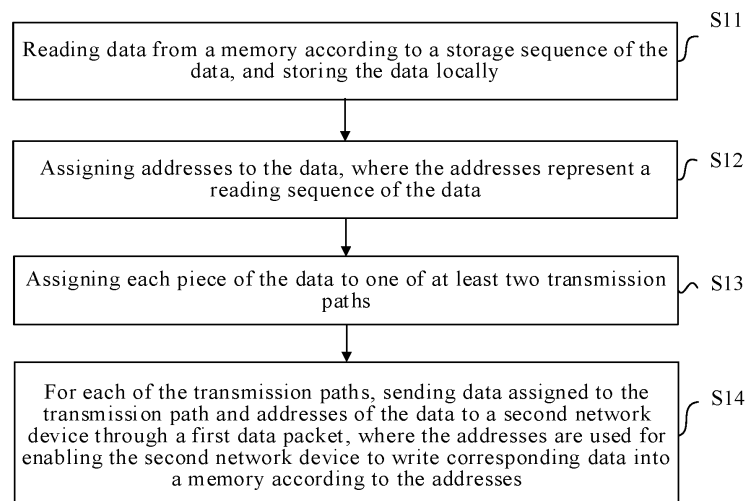 S11
Reading data from a memory according to a storage sequence of the
data, and storing the data locally
S12
Assigning addresses to the data, where the addresses represent a
reading sequence of the data
S13
Assigning each piece of the data to one of at least two transmission
paths
S14
For each of the transmission paths, sending data assigned to the
transmission path and addresses of the data to a second network
device through a first data packet, where the addresses are used for
enabling the second network device to write corresponding data into
a memory according to the addresses